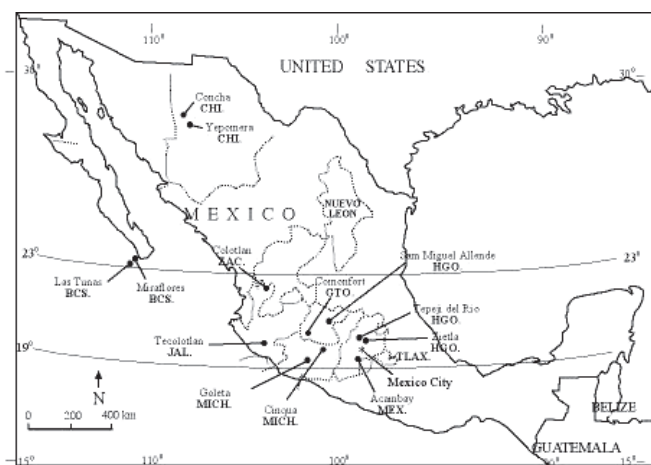 110°
100°
90°
30°
UNITED STATES
30°
Concha
CHI.
Yepomera
CHI.
NUEVO
LEON
MEXICO
Colotlan
ZAC.
San Miguel Allende
HGO.
23°
23°
Las Tunas
BCS.
Miraflores
BCS.
Comonfort
GTO.
Tepeji del Rio
HGO.
Tecolotlan
JAL.
HGO.
19°
19°
TLAX.
Goleta
MICH.
Mexico City
N
Cinqua
MICH.
Acambay
MEX.
0 200 400 km
BELIZE
GUATEMALA
15°
110°
100°
90°
15°